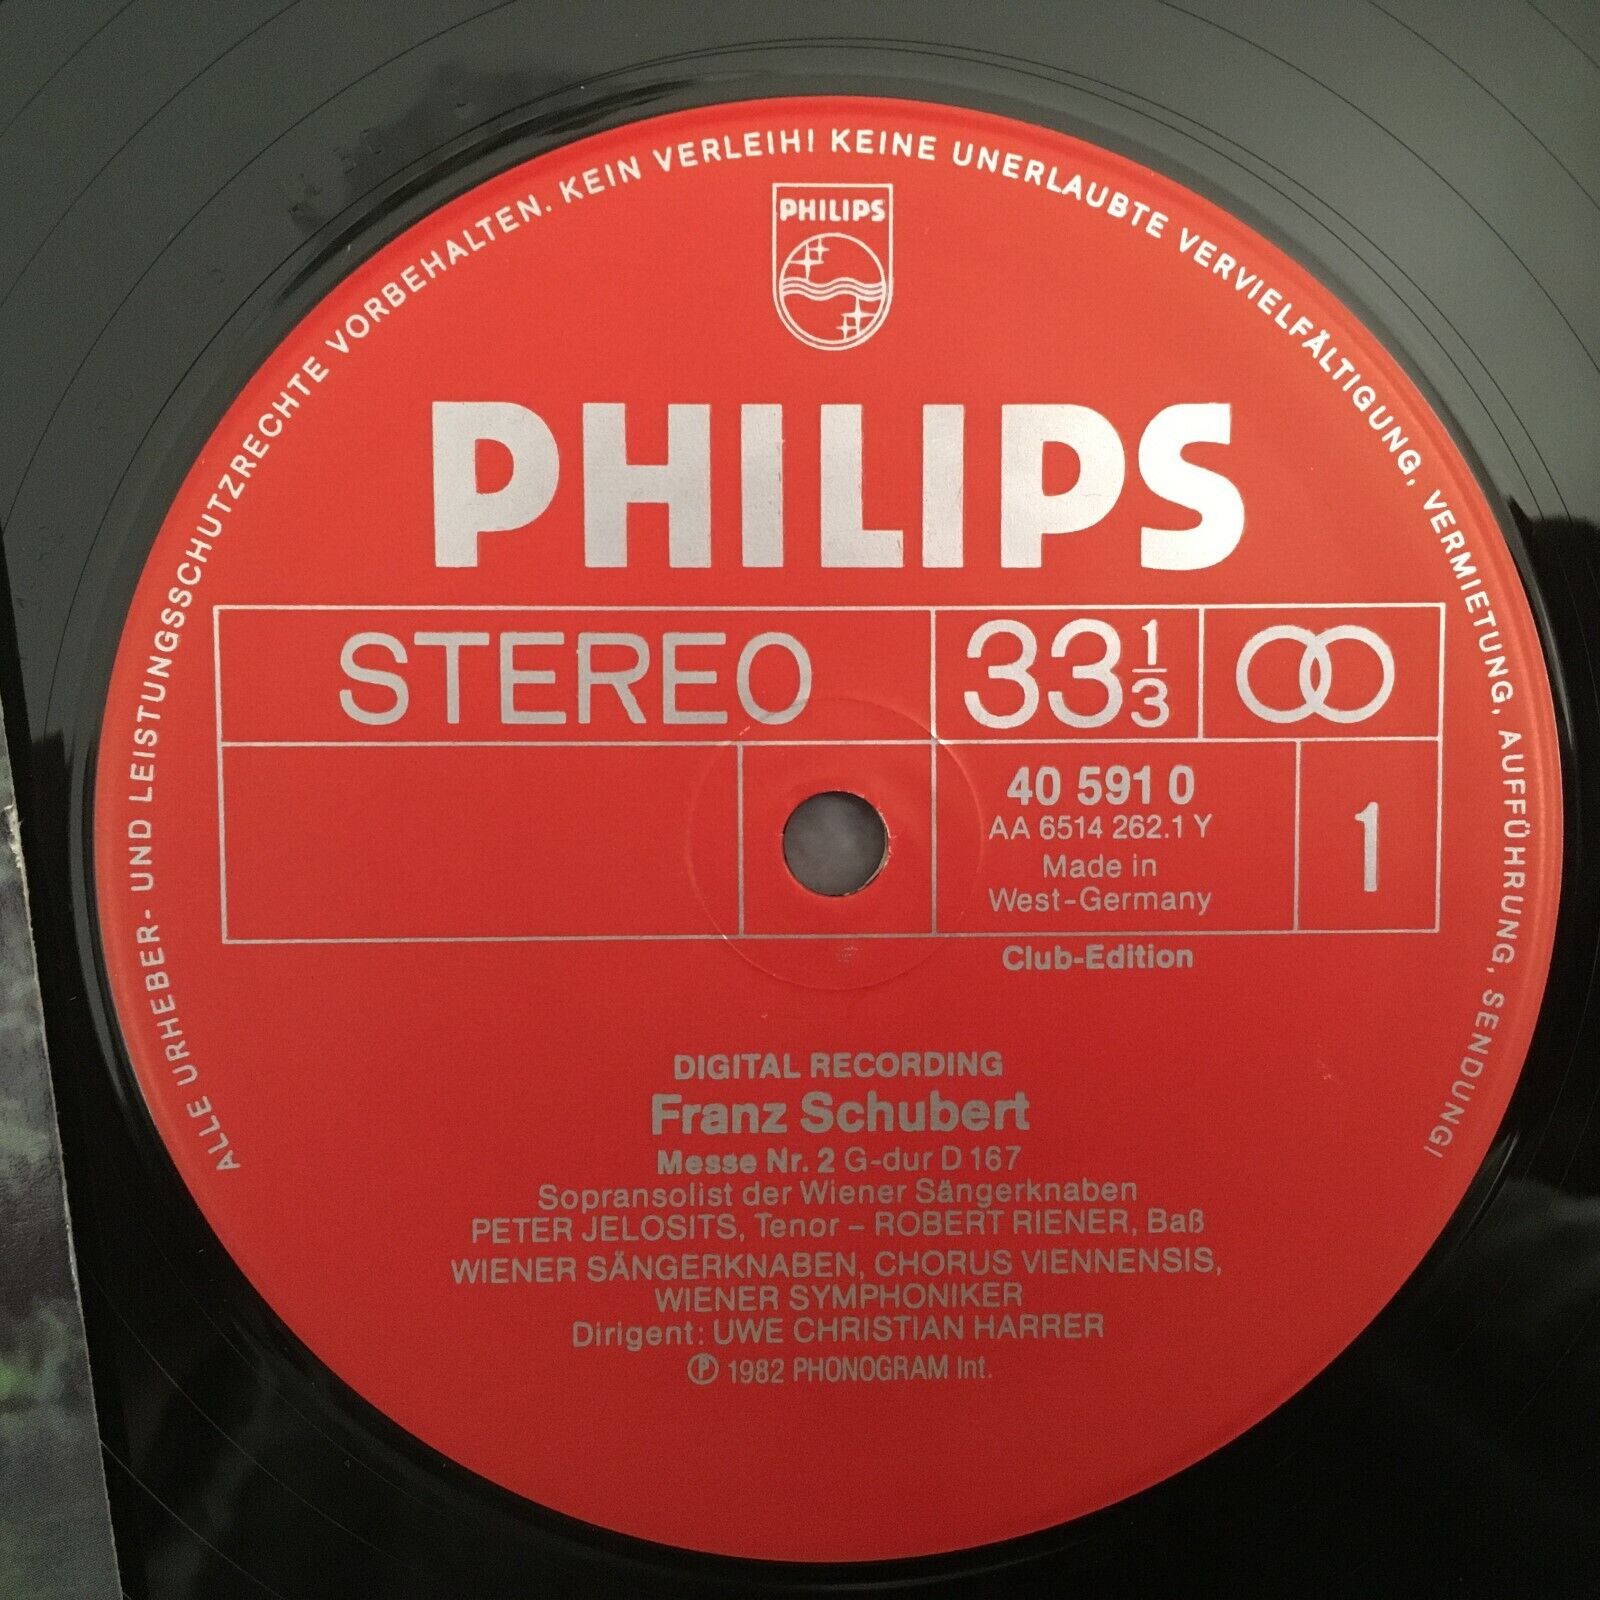 ALLE URHEBER- UND LEISTUNGSSCHUTZRECHTE VORBEHALTEN. KEIN VERLEIH! KEINE UNERLAUBTE VERVIELFÄLTIGUNG, VERMIETUNG, AUFFÜHRUNG, SENDUNG!
PHILIPS
PHILIPS
STEREO
33 1/3
40 591 0
AA 6514 262.1 Y
Made in
West-Germany
1
Club-Edition
DIGITAL RECORDING
Franz Schubert
Messe Nr. 2 G-dur D 167
Sopransolist der Wiener Sängerknaben
PETER JELOSITS, Tenor – ROBERT RIENER, Baß
WIENER SÄNGERKNABEN, CHORUS VIENNENSIS,
WIENER SYMPHONIKER
Dirigent: UWE CHRISTIAN HARRER
℗ 1982 PHONOGRAM Int.